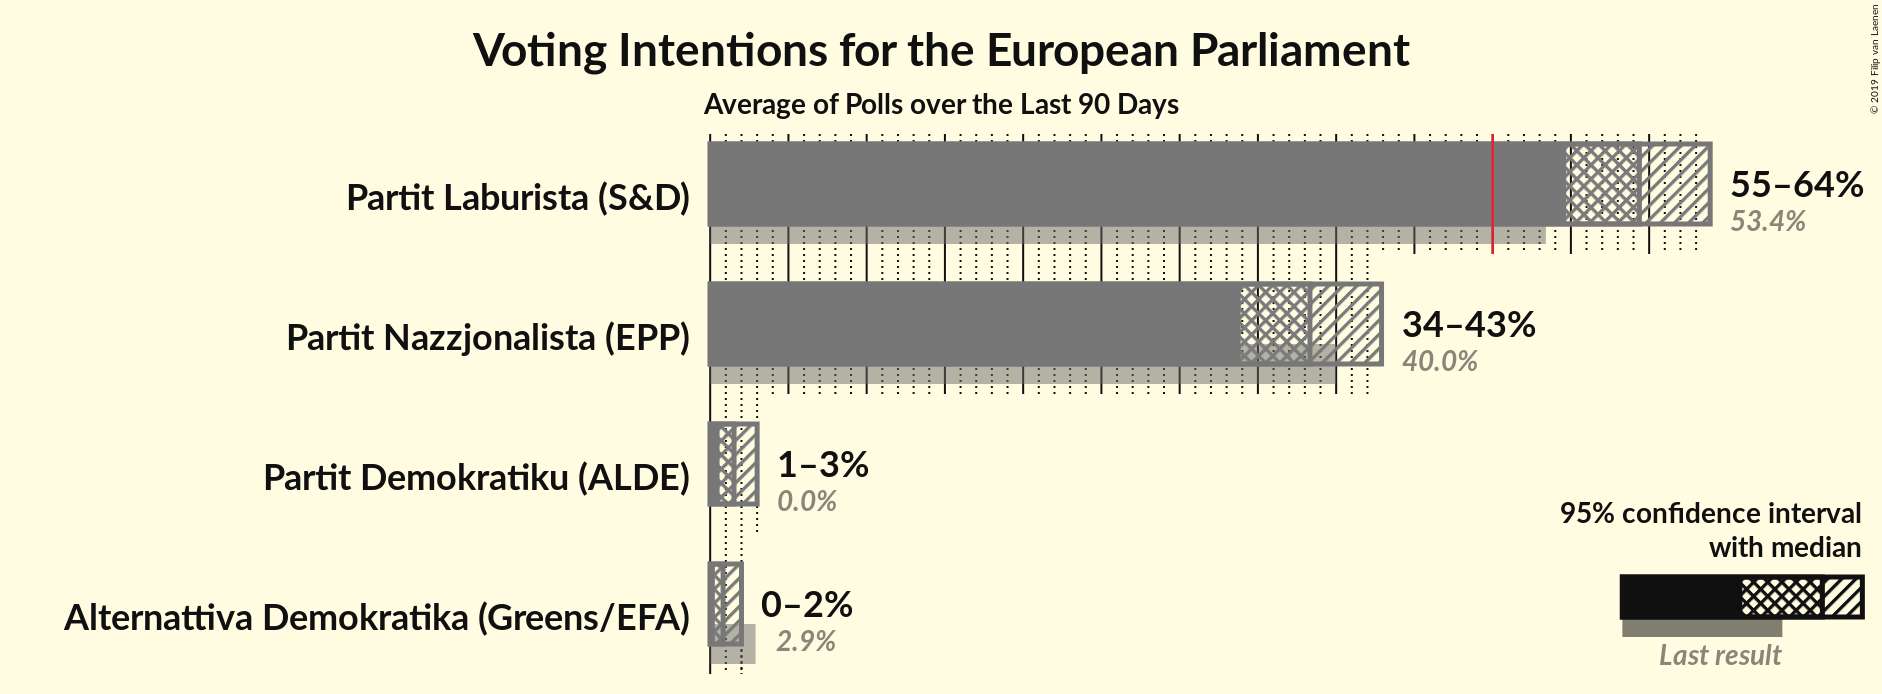 Voting Intentions for the European Parliament
Average of Polls over the Last 90 Days
© 2019 Filip van Laenen
Partit Laburista (S&D)
55–64%
53.4%
Partit Nazzjonalista (EPP)
34–43%
40.0%
Partit Demokratiku (ALDE)
1–3%
0.0%
Alternattiva Demokratika (Greens/EFA)
0–2%
2.9%
95% confidence interval
with median
Last result